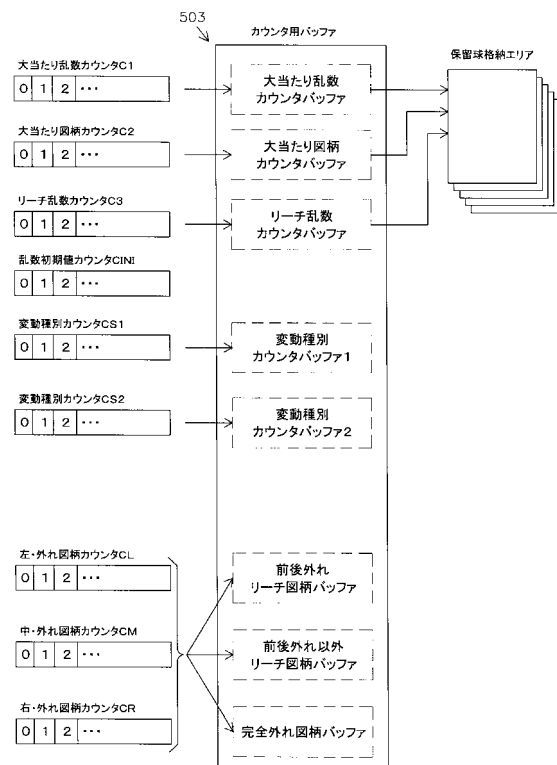 503
カウンタ用バッファ
保留球格納エリア
大当たり乱数カウンタC1
0 1 2 ･･･
大当たり乱数
カウンタバッファ
大当たり図柄カウンタC2
0 1 2 ･･･
大当たり図柄
カウンタバッファ
リーチ乱数カウンタC3
0 1 2 ･･･
リーチ乱数
カウンタバッファ
乱数初期値カウンタCINI
0 1 2 ･･･
変動種別カウンタCS1
0 1 2 ･･･
変動種別
カウンタバッファ1
変動種別カウンタCS2
0 1 2 ･･･
変動種別
カウンタバッファ2
左・外れ図柄カウンタCL
0 1 2 ･･･
前後外れ
リーチ図柄バッファ
中・外れ図柄カウンタCM
0 1 2 ･･･
前後外れ以外
リーチ図柄バッファ
右・外れ図柄カウンタCR
0 1 2 ･･･
完全外れ図柄バッファ